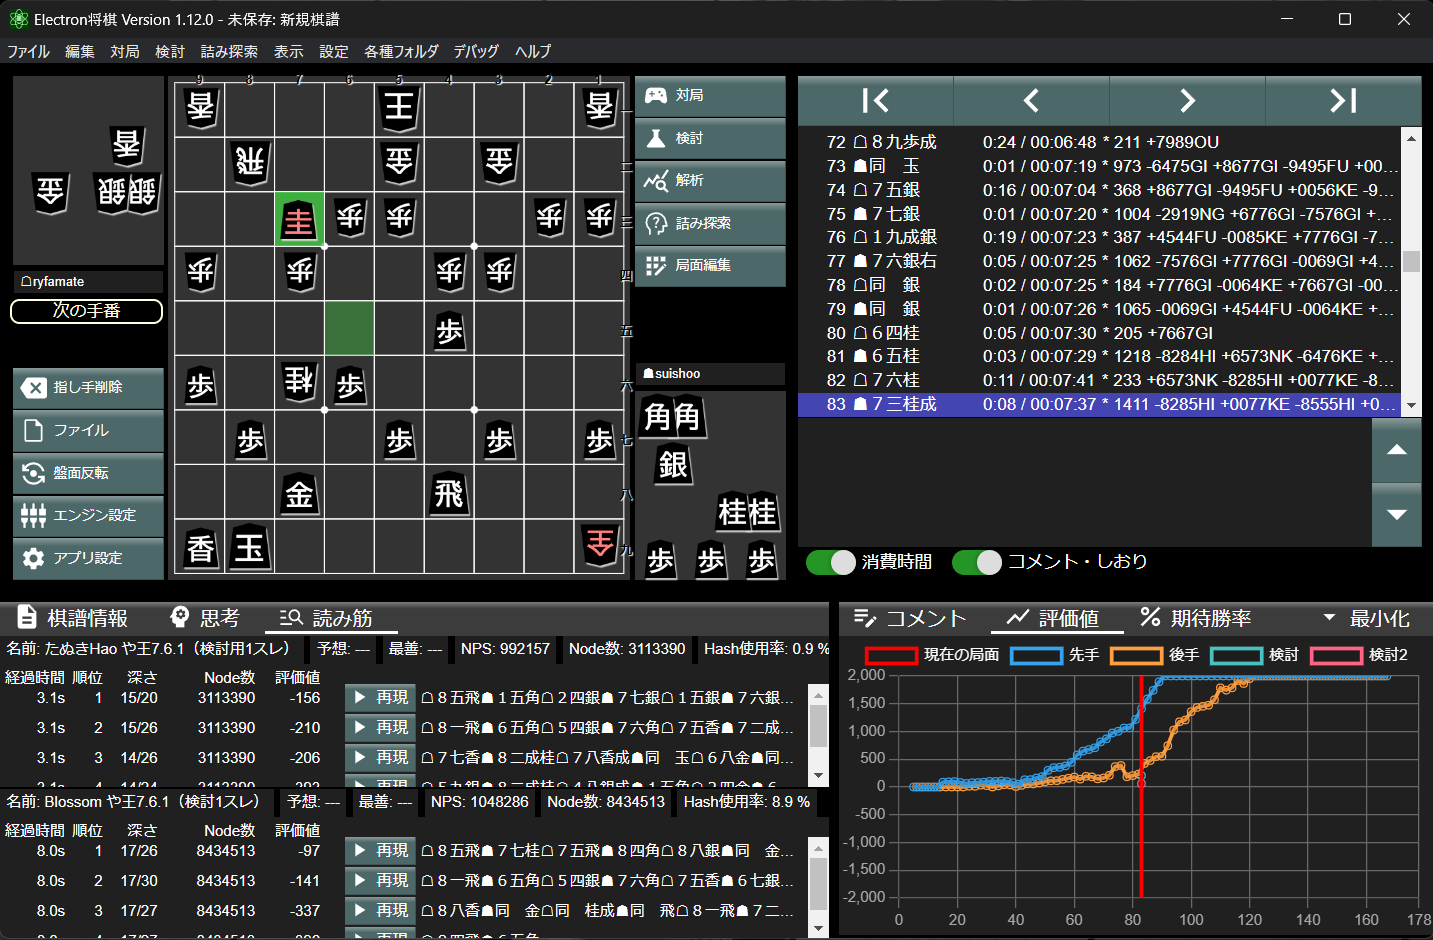 Electron将棋 Version 1.12.0 - 未保存: 新規棋譜
ファイル 編集 対局 検討 詰み探索 表示 設定 各種フォルダ デバッグ ヘルプ
香
金 銀銀
☖ryfamate
次の手番
指し手削除
ファイル
盤面反転
エンジン設定
アプリ設定
9 8 7 6 5 4 3 2 1
香 王 香 一
飛 金 金 二
圭 歩 歩 歩 歩 三
歩 歩 歩 歩 四
歩 五
歩 桂 歩 六
歩 歩 歩 歩 七
金 飛 八
香 玉 全 九
対局
検討
解析
詰み探索
局面編集
☗suishoo
角角
銀
桂桂
歩 歩 歩
72 ☖８九歩成 0:24 / 00:06:48 * 211 +7989OU
73 ☗同　玉 0:01 / 00:07:19 * 973 -6475GI +8677GI -9495FU +00...
74 ☖７五銀 0:16 / 00:07:04 * 368 +8677GI -9495FU +0056KE -9...
75 ☗７七銀 0:01 / 00:07:20 * 1004 -2919NG +6776GI -7576GI +...
76 ☖１九成銀 0:19 / 00:07:23 * 387 +4544FU -0085KE +7776GI -7...
77 ☗７六銀右 0:05 / 00:07:25 * 1062 -7576GI +7776GI -0069GI +4...
78 ☖同　銀 0:02 / 00:07:25 * 184 +7776GI -0064KE +7667GI -00...
79 ☗同　銀 0:01 / 00:07:26 * 1065 -0069GI +4544FU -0064KE +...
80 ☖６四桂 0:05 / 00:07:30 * 205 +7667GI
81 ☗６五桂 0:03 / 00:07:29 * 1218 -8284HI +6573NK -6476KE +...
82 ☖７六桂 0:11 / 00:07:41 * 233 +6573NK -8285HI +0077KE -8...
83 ☗７三桂成 0:08 / 00:07:37 * 1411 -8285HI +0077KE -8555HI +0...
消費時間 コメント・しおり
棋譜情報 思考 読み筋
名前: たぬきHao や王7.6.1（検討用1スレ） 予想: --- 最善: --- NPS: 992157 Node数: 3113390 Hash使用率: 0.9 %
経過時間 順位 深さ Node数 評価値
3.1s 1 15/20 3113390 -156 再現 ☖８五飛☗１五角☖２四銀☗７七銀☖１五銀☗７六銀...
3.1s 2 15/26 3113390 -210 再現 ☖８一飛☗６五角☖５四銀☗７六角☖７五香☗７二成...
3.1s 3 14/26 3113390 -206 再現 ☖７七香☗８二成桂☖７八香成☗同　玉☖６八金☗同...
名前: Blossom や王7.6.1（検討1スレ） 予想: --- 最善: --- NPS: 1048286 Node数: 8434513 Hash使用率: 8.9 %
経過時間 順位 深さ Node数 評価値
8.0s 1 17/26 8434513 -97 再現 ☖８五飛☗７七桂☖７五飛☗８四角☖８八銀☗同　金...
8.0s 2 17/30 8434513 -141 再現 ☖８一飛☗６五角☖５四銀☗７六角☖７五香☗６七銀...
8.0s 3 17/27 8434513 -337 再現 ☖８八香☗同　金☖同　桂成☗同　飛☖８一飛☗７二...
コメント 評価値 期待勝率 最小化
現在の局面 先手 後手 検討 検討2
2,000
1,500
1,000
500
0
-500
-1,000
-1,500
-2,000
0 20 40 60 80 100 120 140 160 178